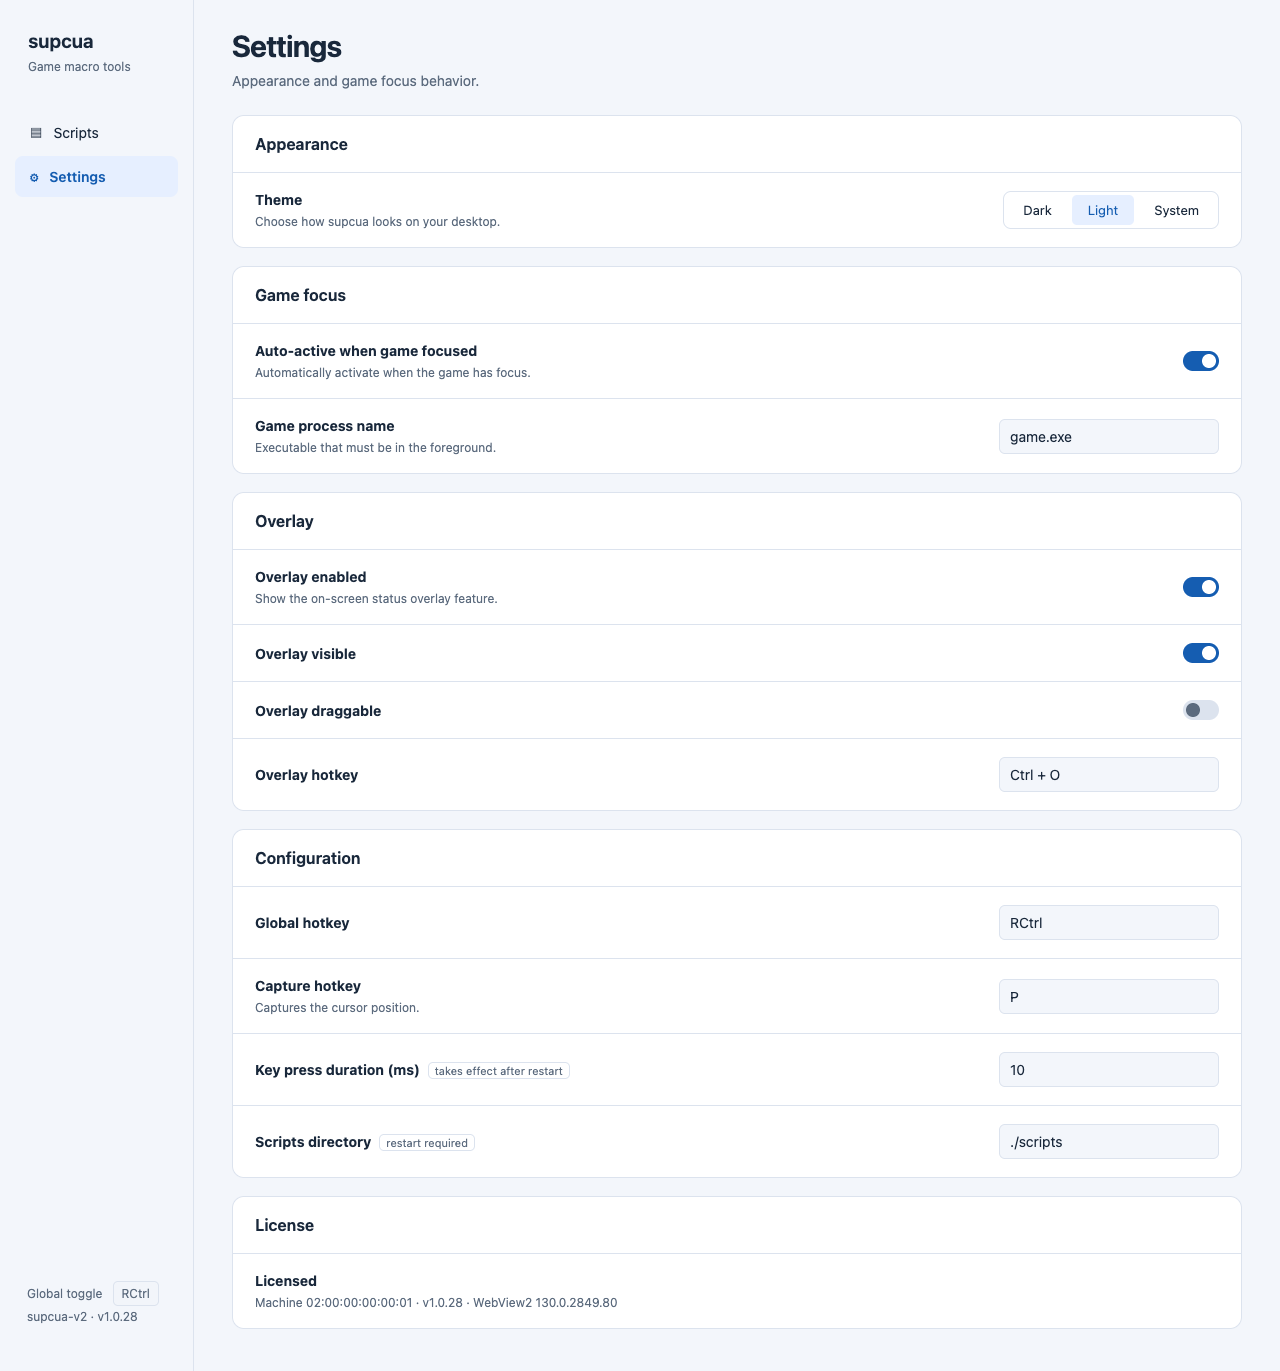 supcua
Game macro tools
Scripts
Settings
Global toggle RCtrl
supcua-v2 · v1.0.28
Settings
Appearance and game focus behavior.
Appearance
Theme
Choose how supcua looks on your desktop.
Dark Light System
Game focus
Auto-active when game focused
Automatically activate when the game has focus.
Game process name
Executable that must be in the foreground.
game.exe
Overlay
Overlay enabled
Show the on-screen status overlay feature.
Overlay visible
Overlay draggable
Overlay hotkey
Ctrl + O
Configuration
Global hotkey
RCtrl
Capture hotkey
Captures the cursor position.
P
Key press duration (ms) takes effect after restart
10
Scripts directory restart required
./scripts
License
Licensed
Machine 02:00:00:00:00:01 · v1.0.28 · WebView2 130.0.2849.80